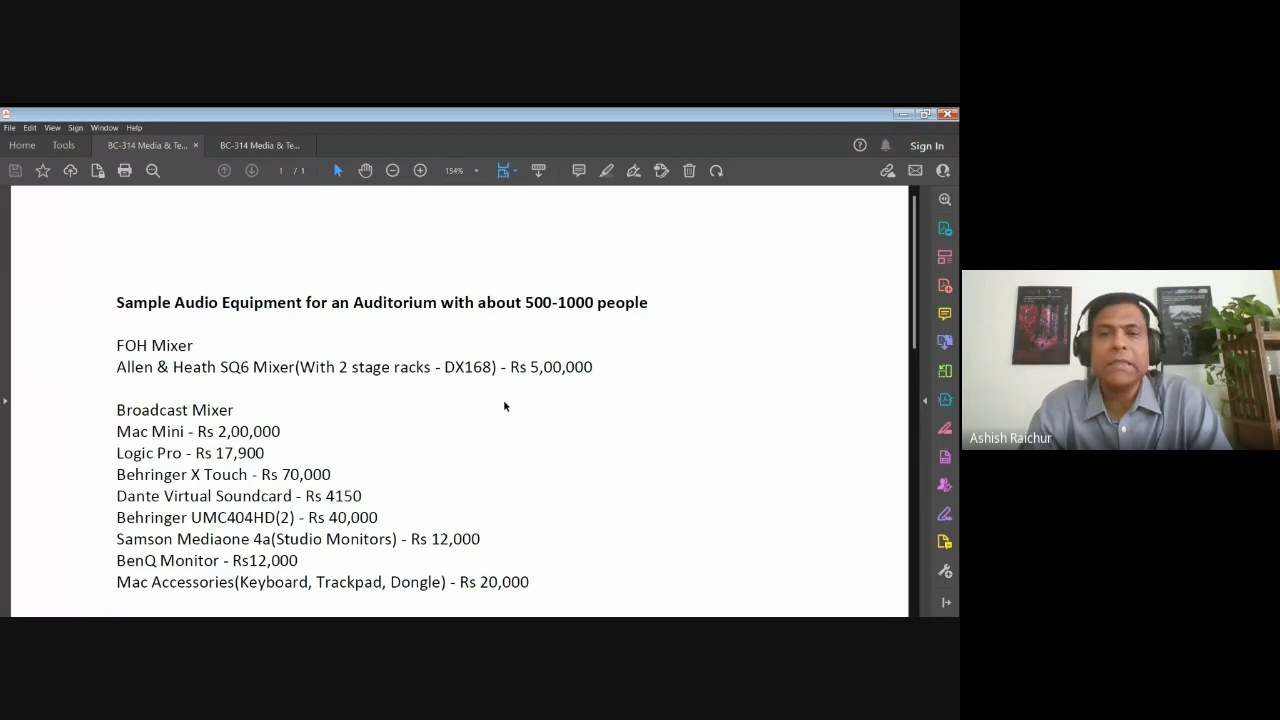 File Edit View Sign Window Help
Home Tools BC-314 Media & Te... × BC-314 Media & Te... Sign In
1 / 1 154%
Sample Audio Equipment for an Auditorium with about 500-1000 people
FOH Mixer
Allen & Heath SQ6 Mixer(With 2 stage racks - DX168) - Rs 5,00,000
Broadcast Mixer
Mac Mini - Rs 2,00,000
Logic Pro - Rs 17,900
Behringer X Touch - Rs 70,000
Dante Virtual Soundcard - Rs 4150
Behringer UMC404HD(2) - Rs 40,000
Samson Mediaone 4a(Studio Monitors) - Rs 12,000
BenQ Monitor - Rs12,000
Mac Accessories(Keyboard, Trackpad, Dongle) - Rs 20,000
Ashish Raichur